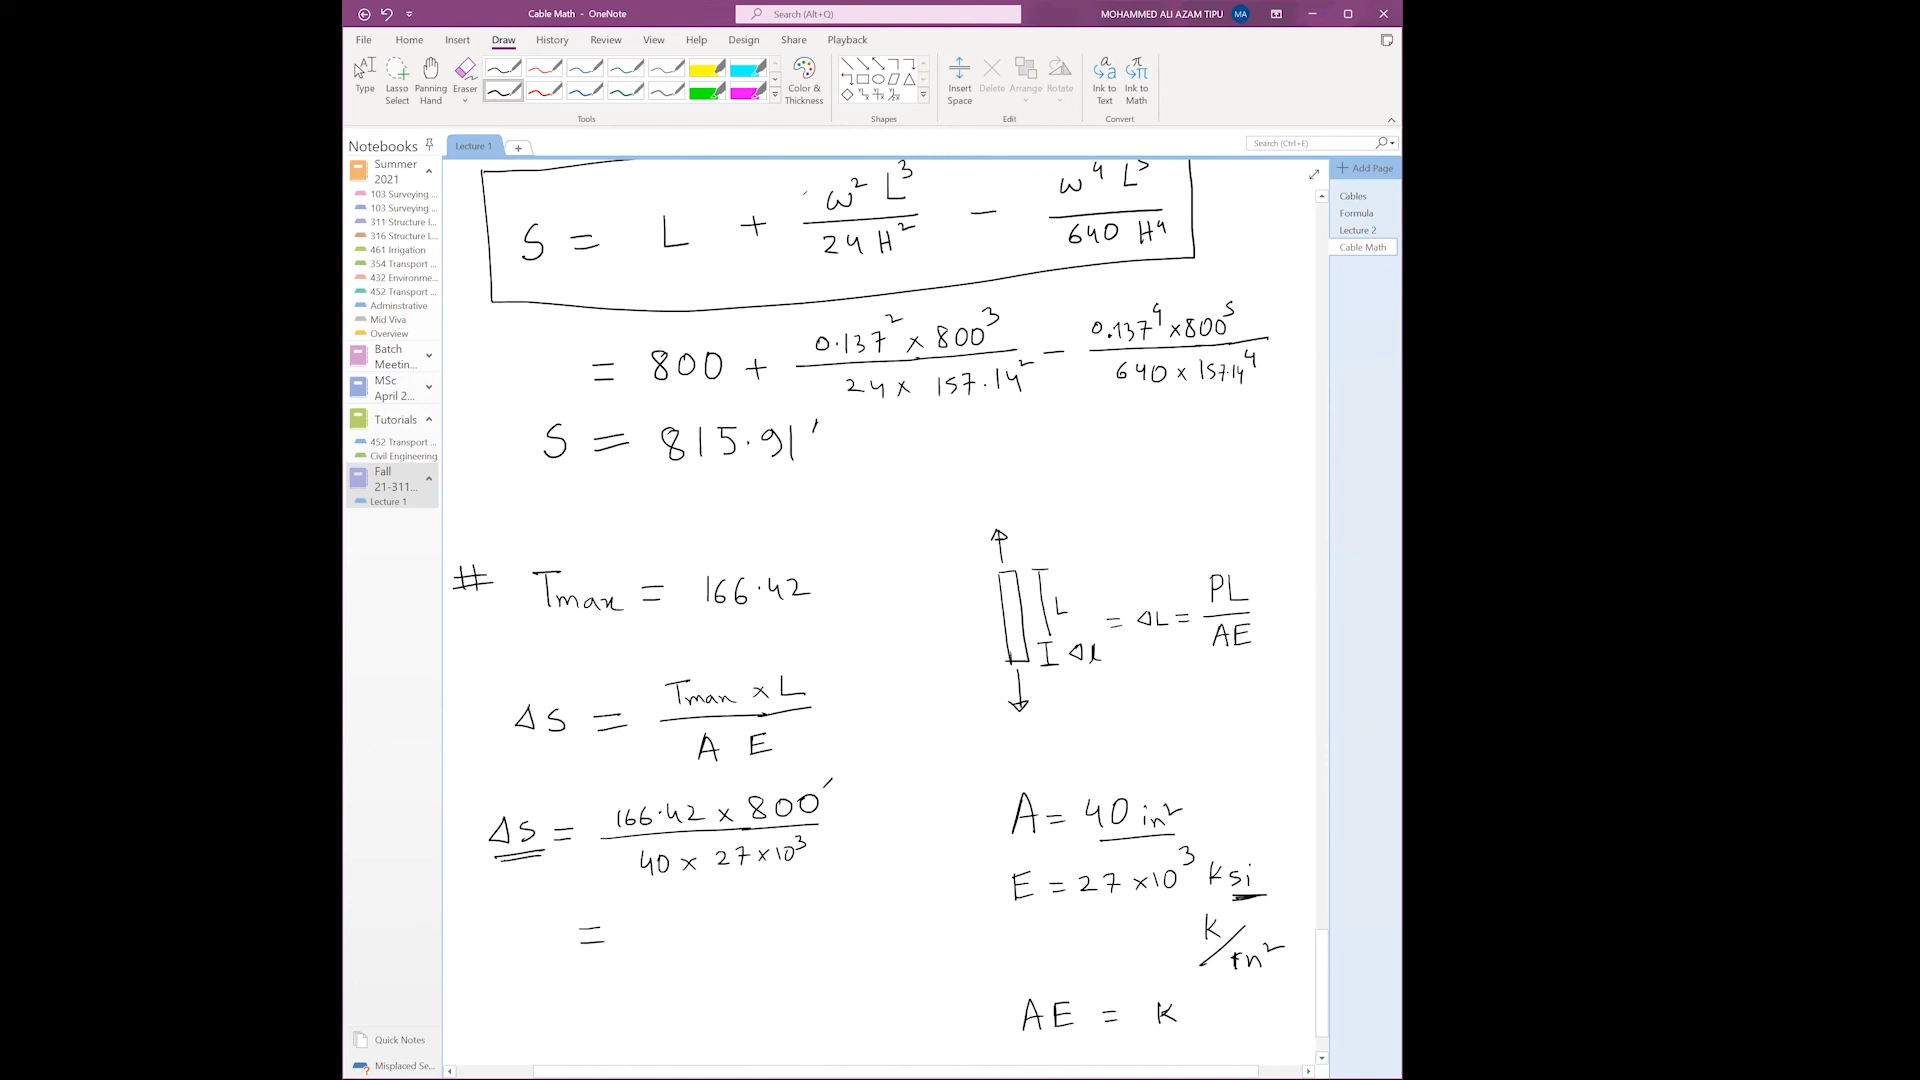 Cable Math - OneNote
Search (Alt+Q)
MOHAMMED ALI AZAM TIPU MA
File Home Insert Draw History Review View Help Design Share Playback
Type
Lasso Select
Panning Hand
Eraser
Color & Thickness
Insert Space
Delete
Arrange
Rotate
Ink to Text
Ink to Math
Tools
Shapes
Edit
Convert
Notebooks
Summer 2021
103 Surveying ...
103 Surveying ...
311 Structure I...
316 Structure L...
461 Irrigation
354 Transport ...
432 Environme...
452 Transport ...
Adminstrative
Mid Viva
Overview
Batch Meetin...
MSc April 2...
Tutorials
452 Transport ...
Civil Engineering
Fall 21-311...
Lecture 1
Quick Notes
Misplaced Se...
Lecture 1
+
Search (Ctrl+E)
Add Page
Cables
Formula
Lecture 2
Cable Math
S = L + ω² L³ / 24 H² − ω⁴ L⁵ / 640 H⁴
= 800 + 0.137² × 800³ / 24 × 157.14² − 0.137⁴ × 800⁵ / 640 × 157.14⁴
S = 815.91'
# Tmax = 166.42
L
Δl = ΔL = PL / AE
ΔS = Tmax × L / A E
ΔS = 166.42 × 800' / 40 × 27 × 10³
=
A = 40 in²
E = 27 × 10³ ksi
K / in²
AE = K